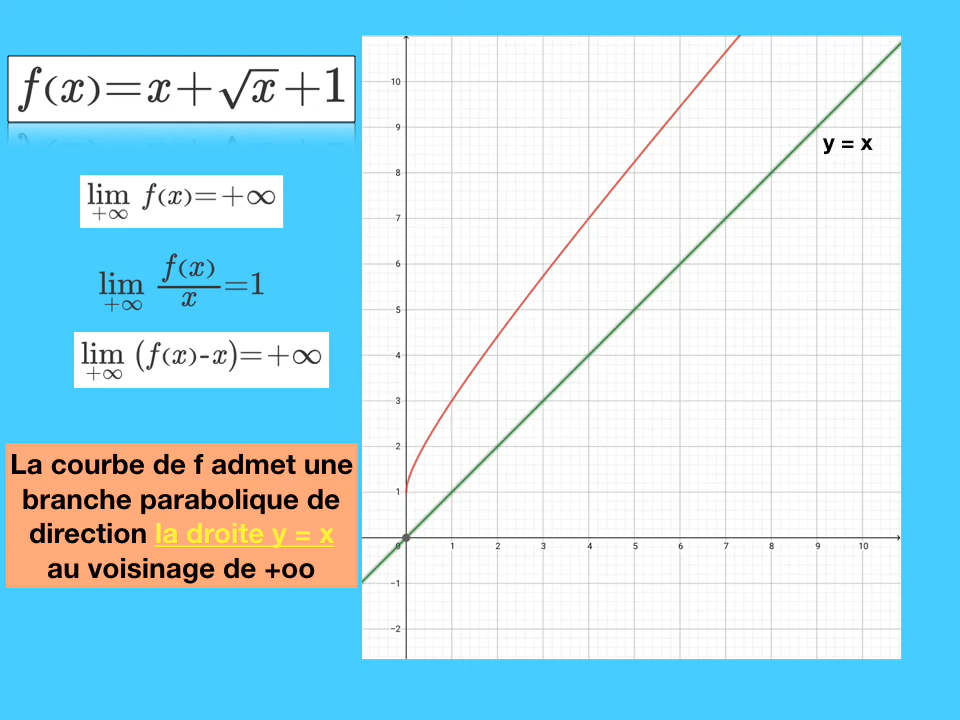 f(x)=x+√x+1
lim f(x)=+∞
+∞
lim f(x)/x=1
+∞
lim (f(x)-x)=+∞
+∞
La courbe de f admet une
branche parabolique de
direction la droite y = x
au voisinage de +oo
y = x
10
9
8
7
6
5
4
3
2
1
0 1 2 3 4 5 6 7 8 9 10
−1
−2